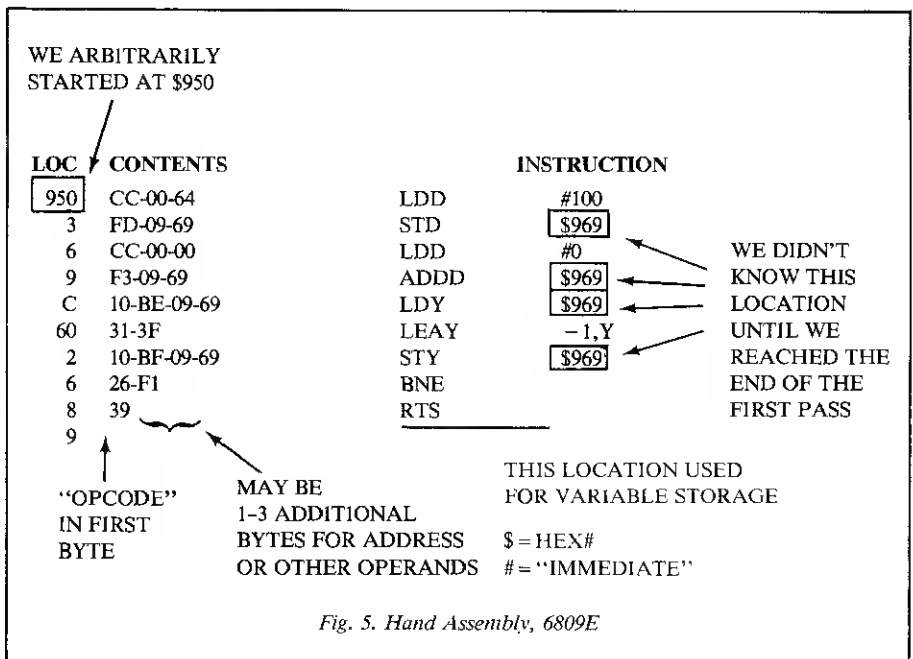 WE ARBITRARILY
STARTED AT $950
LOC CONTENTS INSTRUCTION
950 CC-00-64 LDD #100
3 FD-09-69 STD $969
6 CC-00-00 LDD #0
9 F3-09-69 ADDD $969
C 10-BE-09-69 LDY $969
60 31-3F LEAY −1,Y
2 10-BF-09-69 STY $969
6 26-F1 BNE
8 39 RTS
9
WE DIDN'T
KNOW THIS
LOCATION
UNTIL WE
REACHED THE
END OF THE
FIRST PASS
"OPCODE"
IN FIRST
BYTE
MAY BE
1–3 ADDITIONAL
BYTES FOR ADDRESS
OR OTHER OPERANDS
THIS LOCATION USED
FOR VARIABLE STORAGE
$ = HEX#
# = "IMMEDIATE"
Fig. 5. Hand Assembly, 6809E